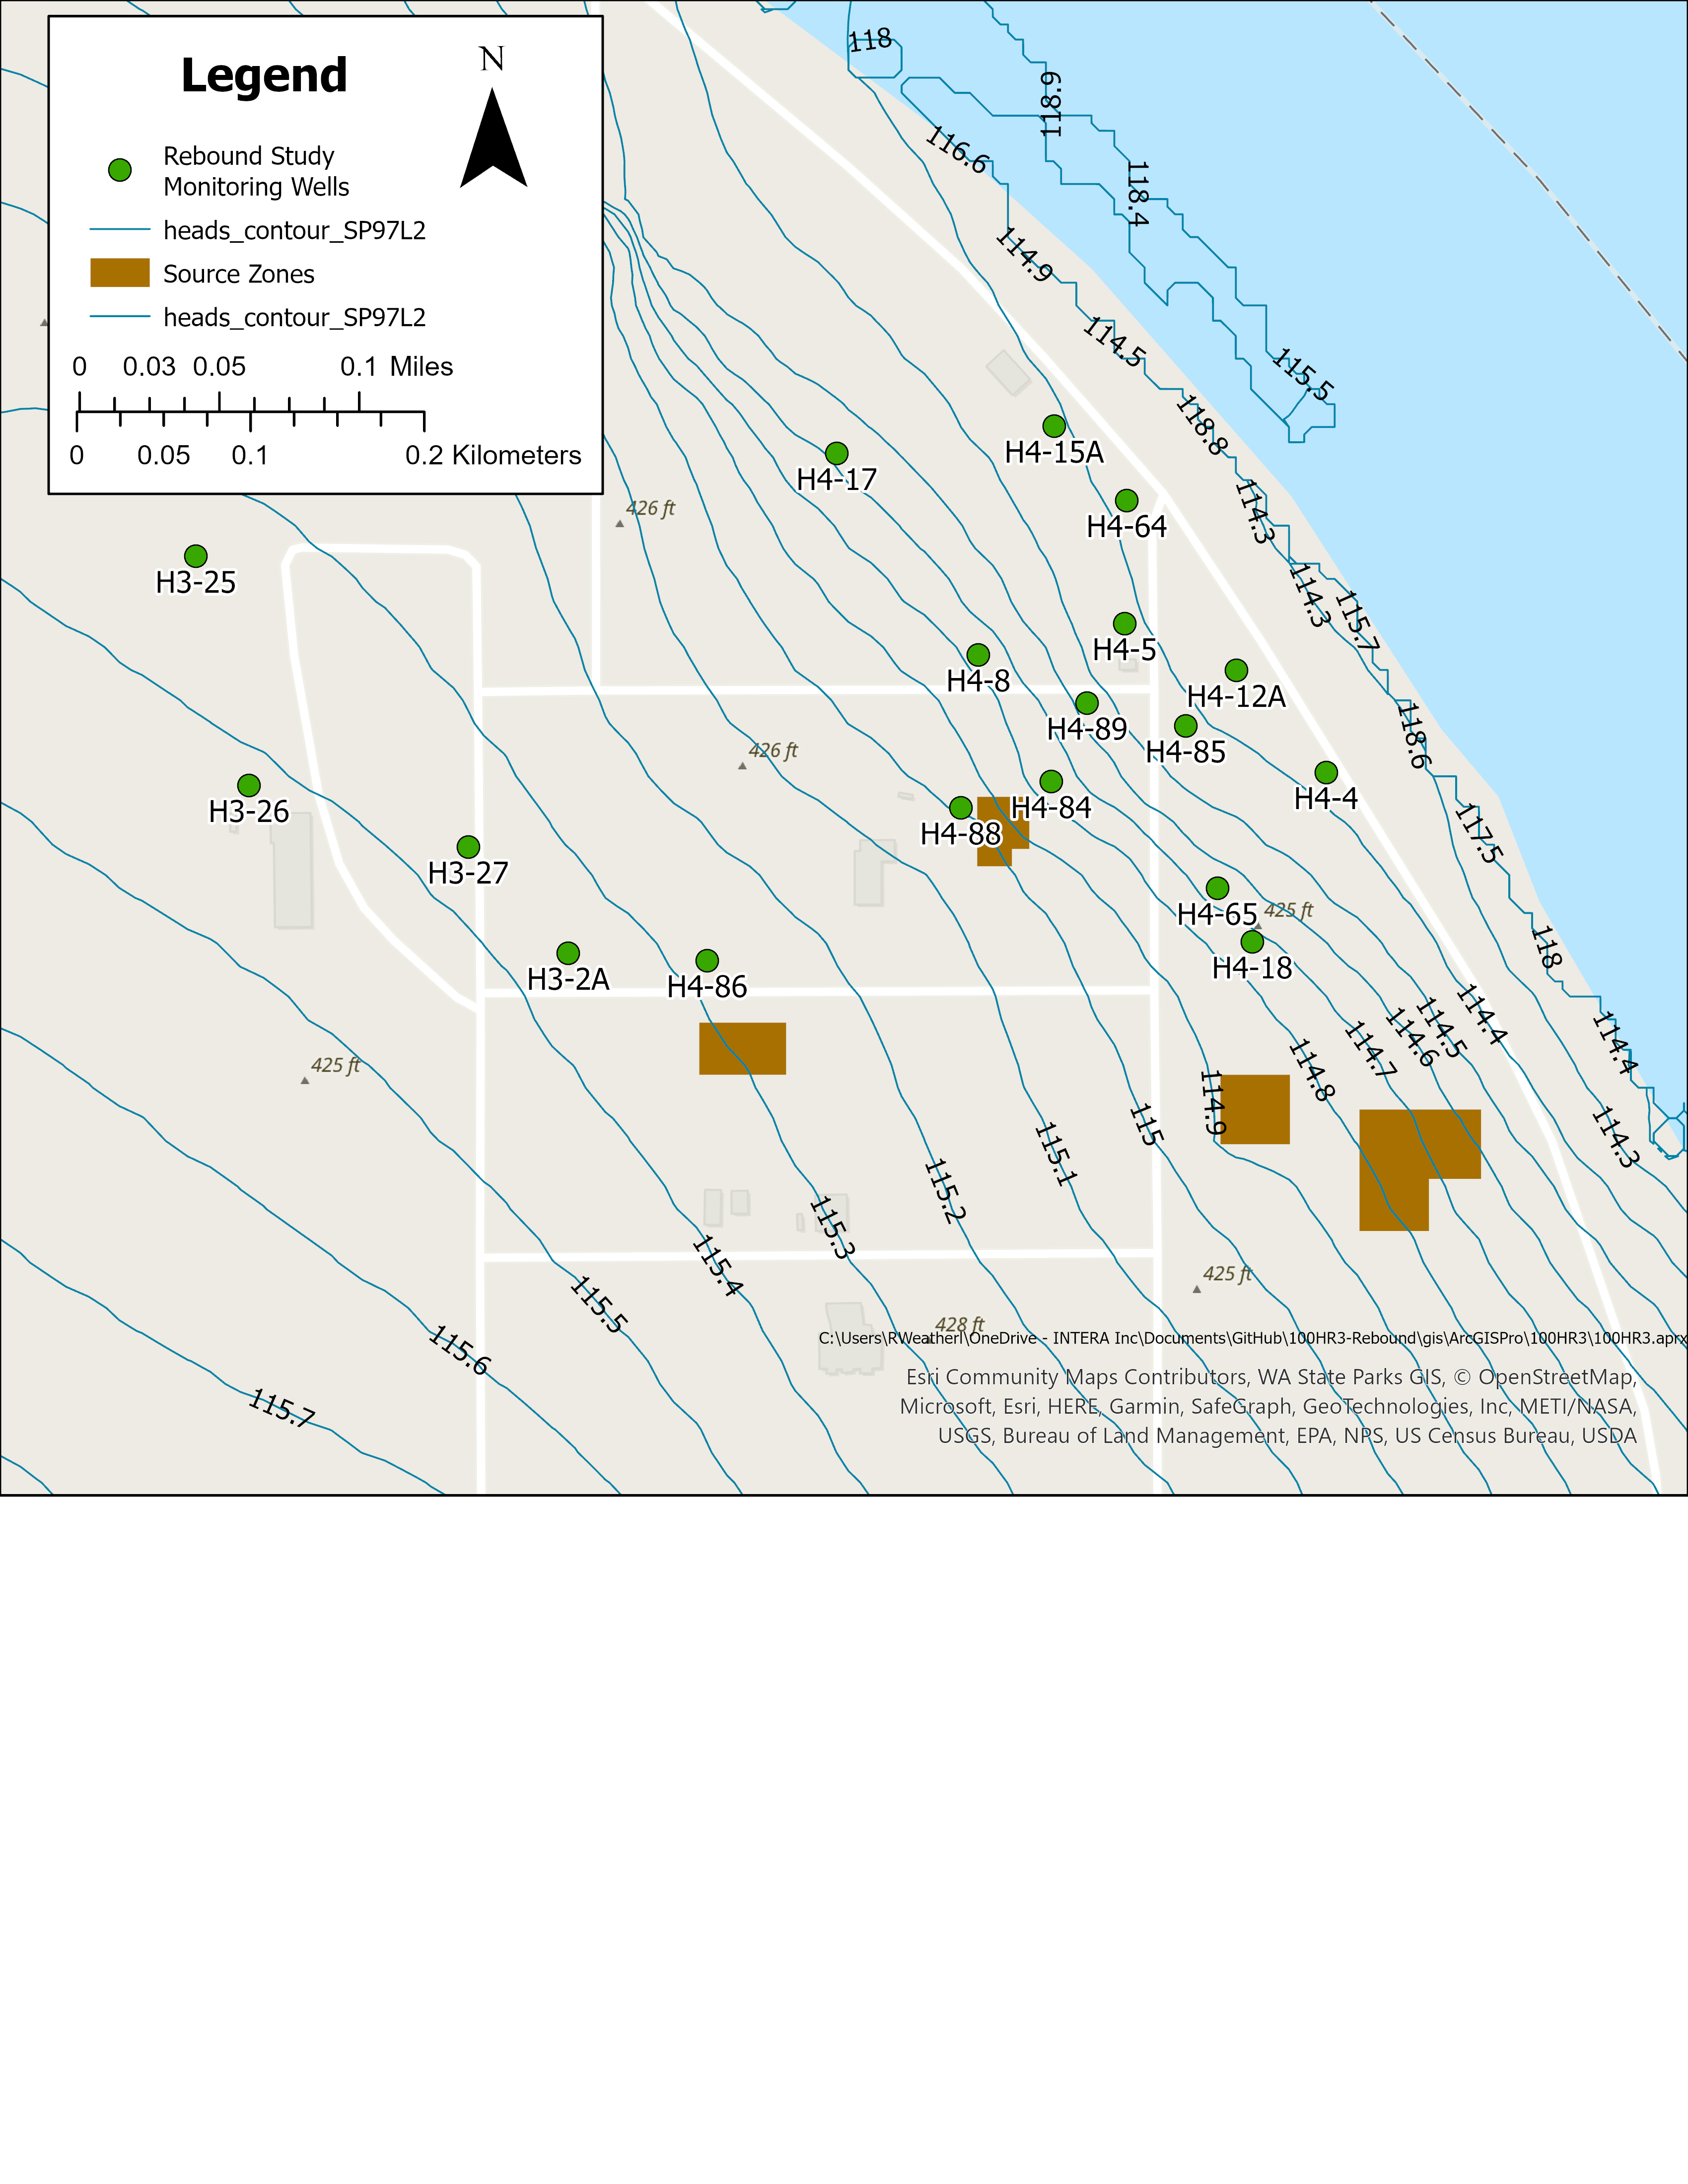 Legend
N
Rebound Study
Monitoring Wells
heads_contour_SP97L2
Source Zones
heads_contour_SP97L2
0 0.03 0.05 0.1 Miles
0 0.05 0.1 0.2 Kilometers
118
118.9
116.6
118.4
114.9
114.5
115.5
118.8
H4-15A
H4-17
426 ft
114.3
H4-64
H3-25
114.3
115.7
H4-5
H4-8
H4-12A
H4-89
118.6
426 ft
H4-85
H3-26
H4-84
H4-4
H4-88
117.5
H3-27
H4-65
425 ft
118
H3-2A
H4-86
H4-18
114.4
114.5
114.6
114.7
114.8
114.4
425 ft
114.9
115
115.1
114.3
115.2
115.3
115.4
115.5
425 ft
428 ft
115.6
115.7
C:\Users\RWeatherl\OneDrive - INTERA Inc\Documents\GitHub\100HR3-Rebound\gis\ArcGISPro\100HR3\100HR3.aprx
Esri Community Maps Contributors, WA State Parks GIS, © OpenStreetMap,
Microsoft, Esri, HERE, Garmin, SafeGraph, GeoTechnologies, Inc, METI/NASA,
USGS, Bureau of Land Management, EPA, NPS, US Census Bureau, USDA